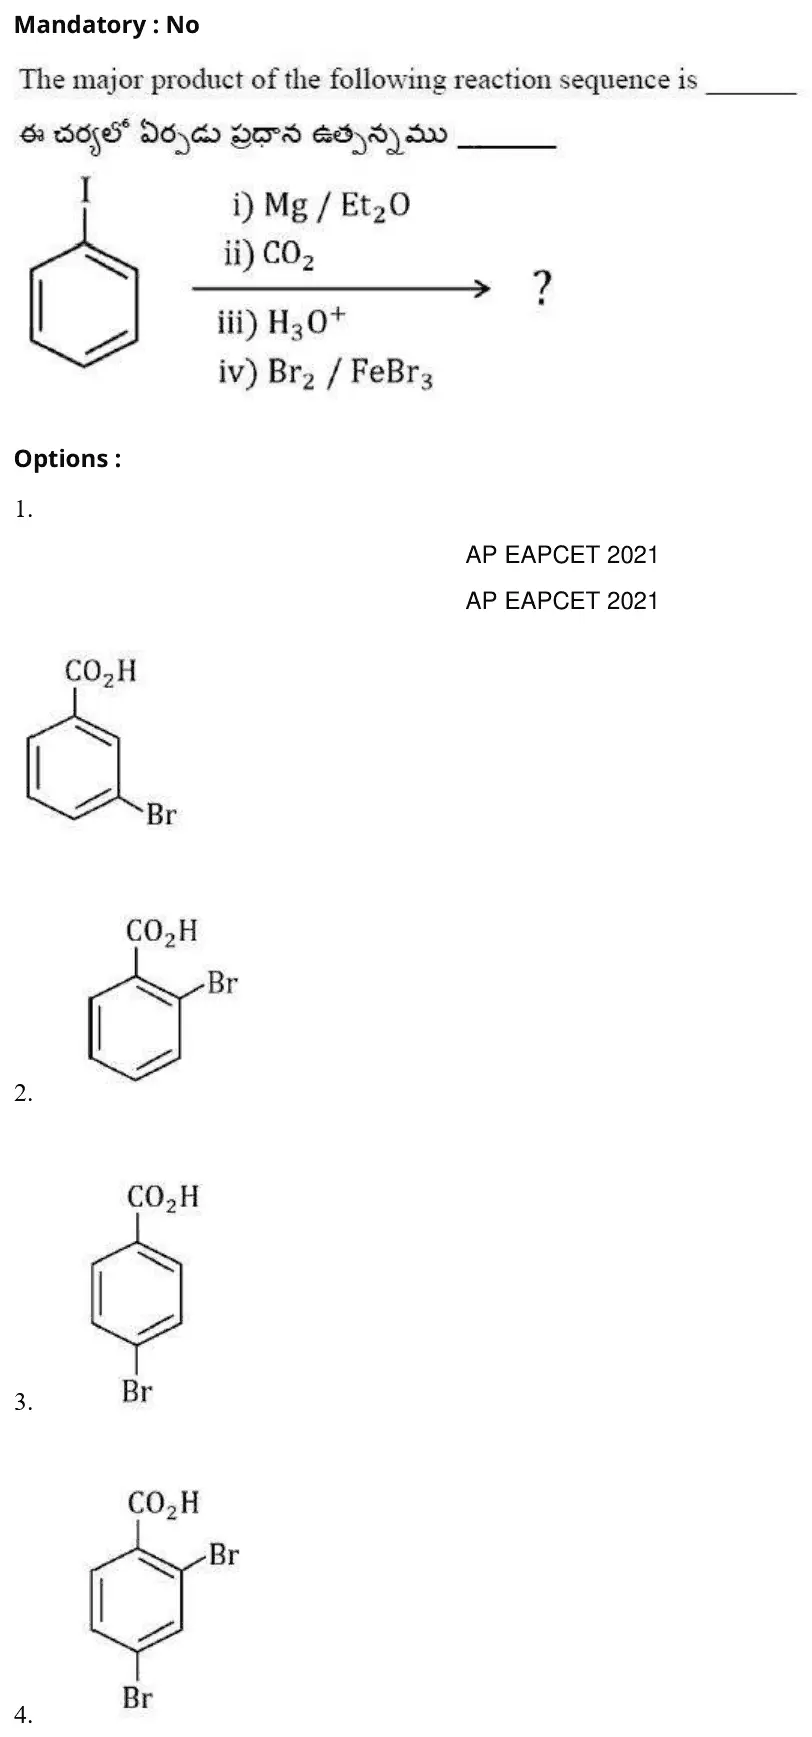 Mandatory : No
The major product of the following reaction sequence is ______
ఈ చర్యలో ఏర్పడు ప్రధాన ఉత్పన్నము ______
I
i) Mg / Et₂O
ii) CO₂
?
iii) H₃O⁺
iv) Br₂ / FeBr₃
Options :
1.
AP EAPCET 2021
AP EAPCET 2021
CO₂H
Br
CO₂H
Br
2.
CO₂H
Br
3.
CO₂H
Br
Br
4.